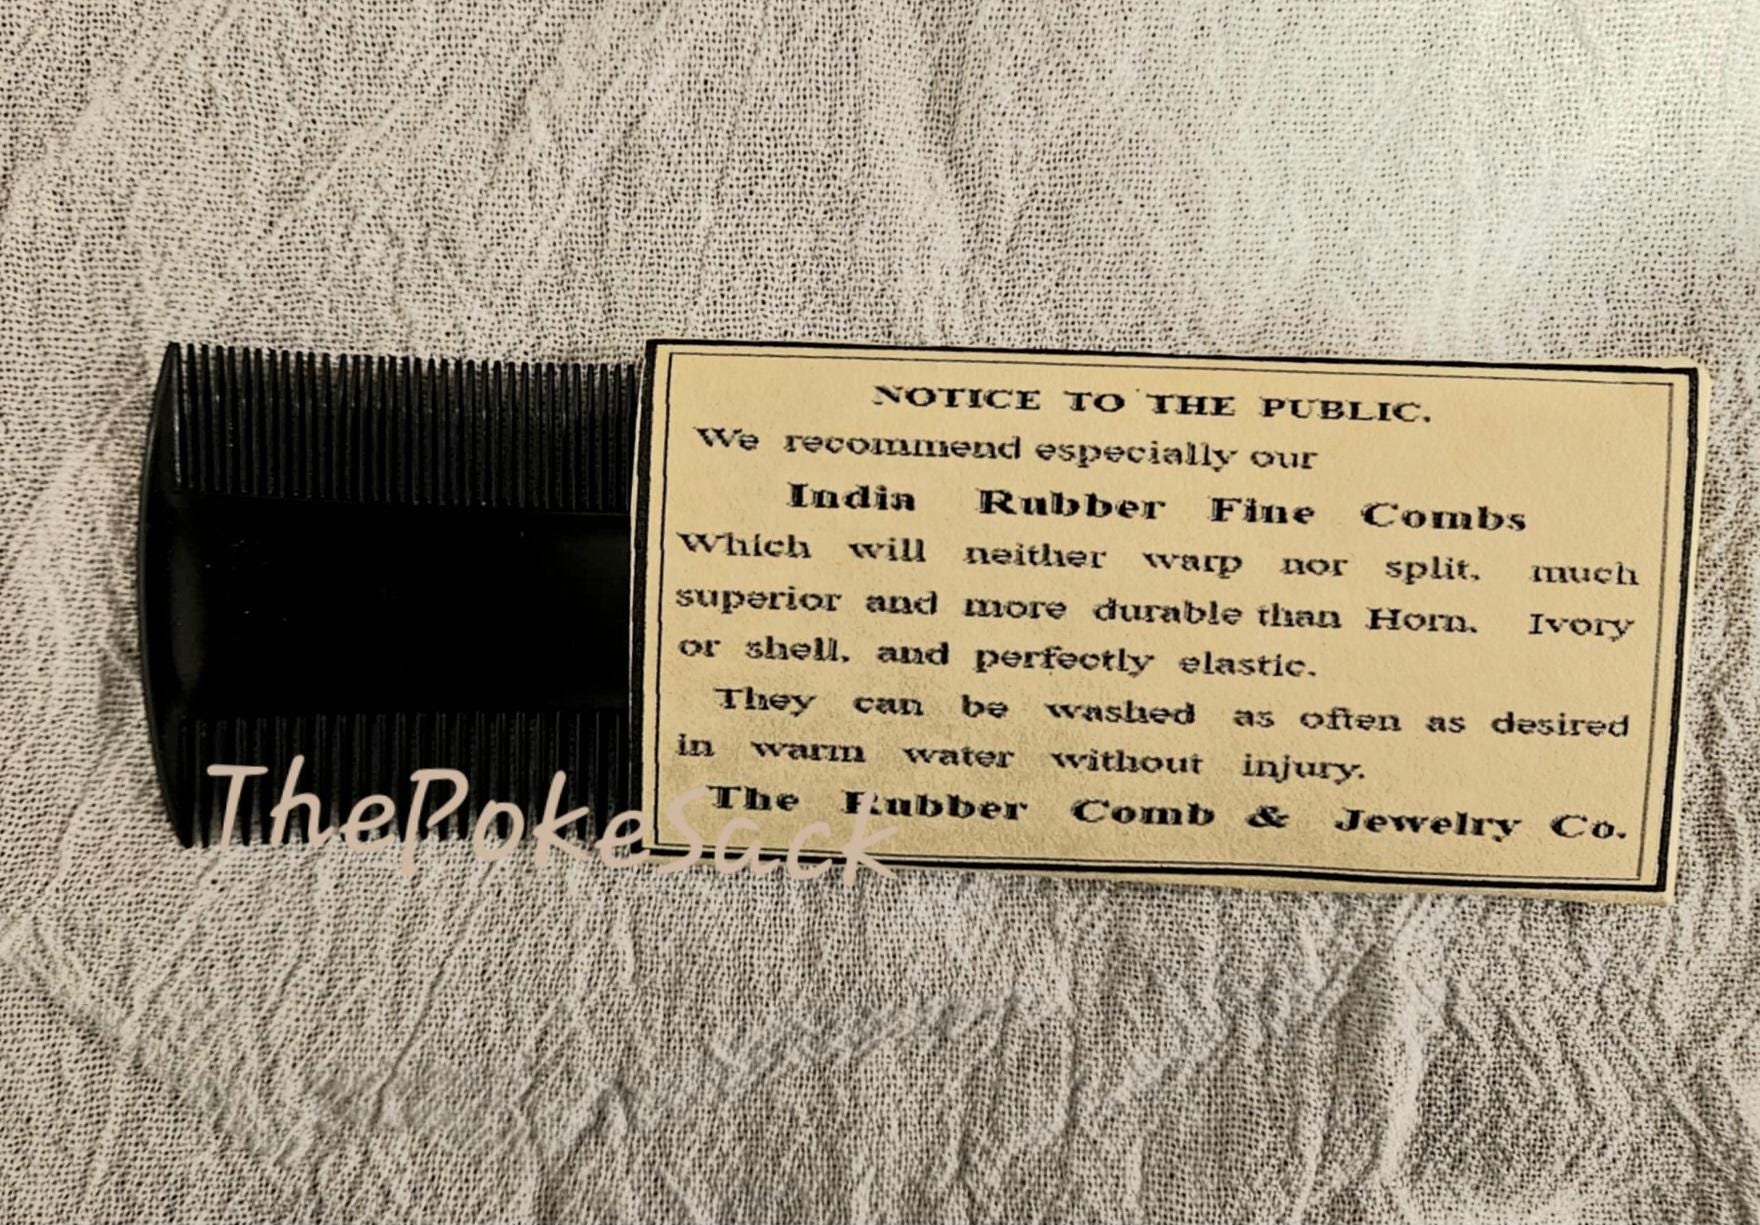 NOTICE TO THE PUBLIC.
We recommend especially our
India Rubber Fine Combs
Which will neither warp nor split, much
superior and more durable than Horn, Ivory
or shell, and perfectly elastic.
They can be washed as often as desired
in warm water without injury.
The Rubber Comb & Jewelry Co.
ThePokeSack